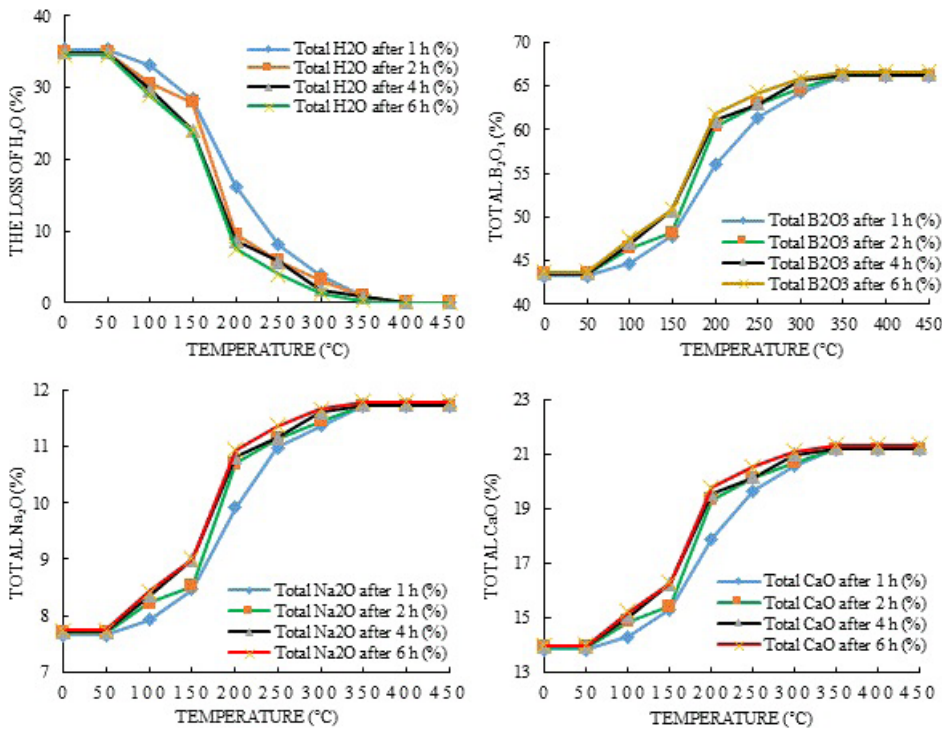 40
30
20
10
0
THE LOSS OF H₂O (%)
Total H2O after 1 h (%)
Total H2O after 2 h (%)
Total H2O after 4 h (%)
Total H2O after 6 h (%)
0 50 100 150 200 250 300 350 400 450
TEMPERATURE (°C)
70
65
60
55
50
45
40
TOTAL B₂O₃ (%)
Total B2O3 after 1 h (%)
Total B2O3 after 2 h (%)
Total B2O3 after 4 h (%)
Total B2O3 after 6 h (%)
0 50 100 150 200 250 300 350 400 450
TEMPERATURE (°C)
12
11
10
9
8
7
TOTAL Na₂O (%)
Total Na2O after 1 h (%)
Total Na2O after 2 h (%)
Total Na2O after 4 h (%)
Total Na2O after 6 h (%)
0 50 100 150 200 250 300 350 400 450
TEMPERATURE (°C)
23
21
19
17
15
13
TOTAL CaO (%)
Total CaO after 1 h (%)
Total CaO after 2 h (%)
Total CaO after 4 h (%)
Total CaO after 6 h (%)
0 50 100 150 200 250 300 350 400 450
TEMPERATURE (°C)